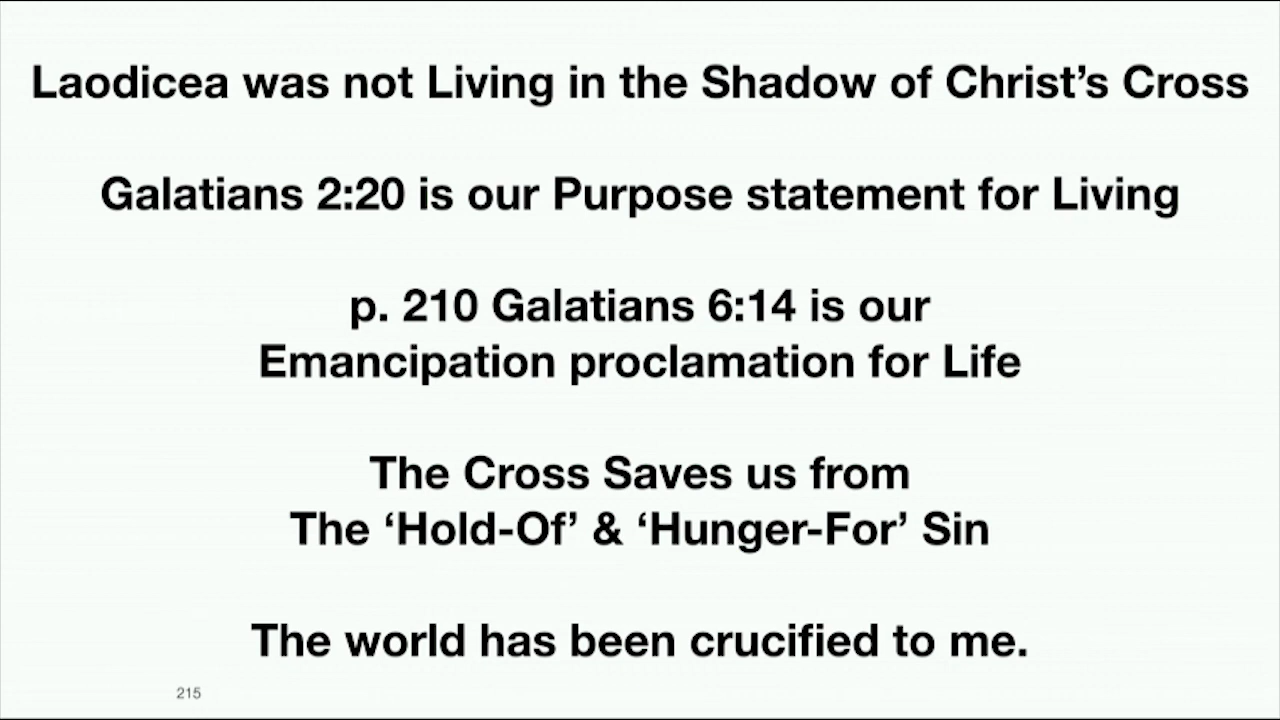 Laodicea was not Living in the Shadow of Christ’s Cross
Galatians 2:20 is our Purpose statement for Living
p. 210 Galatians 6:14 is our
Emancipation proclamation for Life
The Cross Saves us from
The ‘Hold-Of’ & ‘Hunger-For’ Sin
The world has been crucified to me.
215